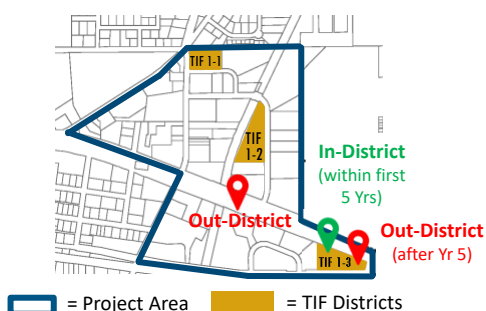 TIF 1-1
TIF
1-2
In-District
(within first
5 Yrs)
Out-District
Out-District
(after Yr 5)
TIF 1-3
= Project Area
= TIF Districts